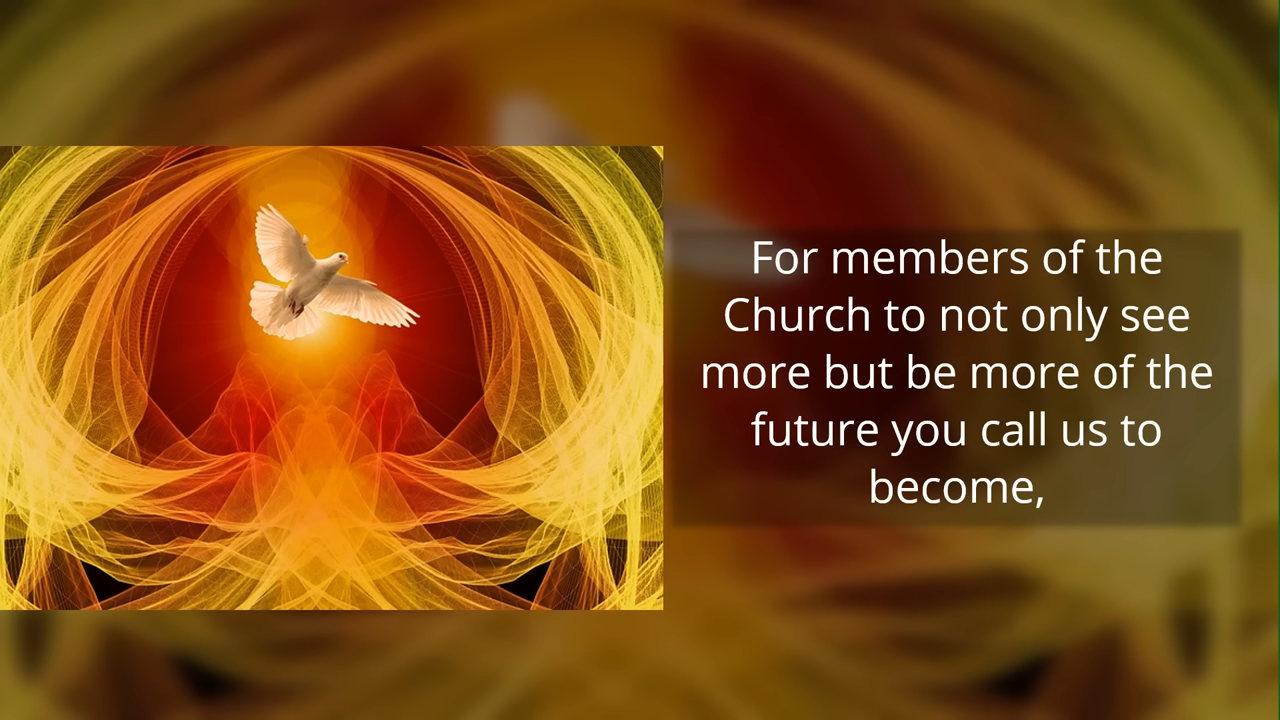 For members of the
Church to not only see
more but be more of the
future you call us to
become,